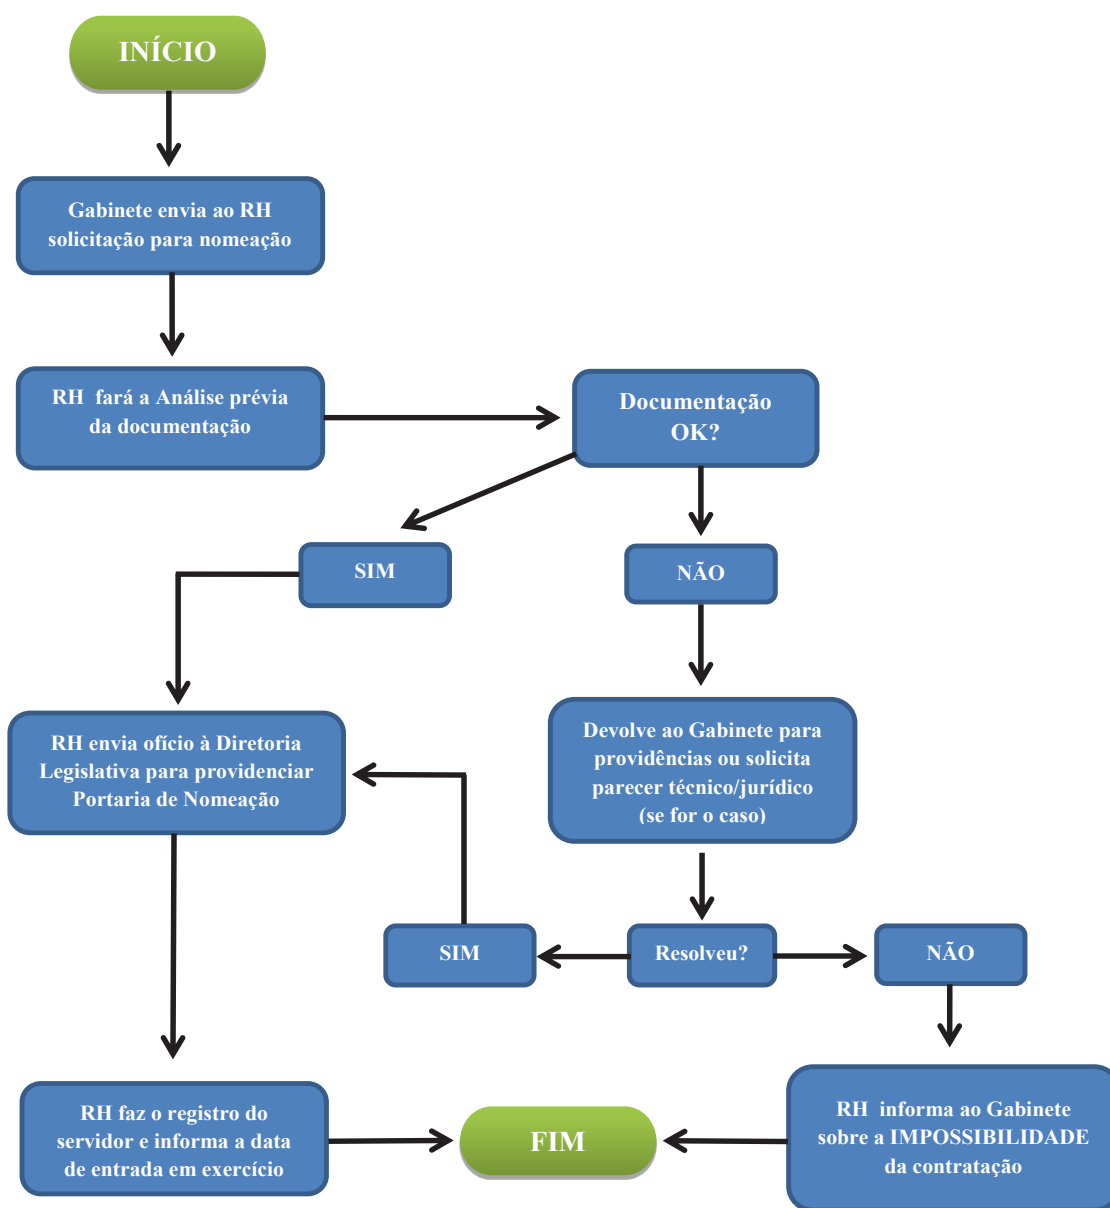 INÍCIO
Gabinete envia ao RH
solicitação para nomeação
RH fará a Análise prévia
da documentação
Documentação
OK?
SIM
NÃO
RH envia ofício à Diretoria
Legislativa para providenciar
Portaria de Nomeação
Devolve ao Gabinete para
providências ou solicita
parecer técnico/jurídico
(se for o caso)
SIM
Resolveu?
NÃO
RH faz o registro do
servidor e informa a data
de entrada em exercício
FIM
RH informa ao Gabinete
sobre a IMPOSSIBILIDADE
da contratação